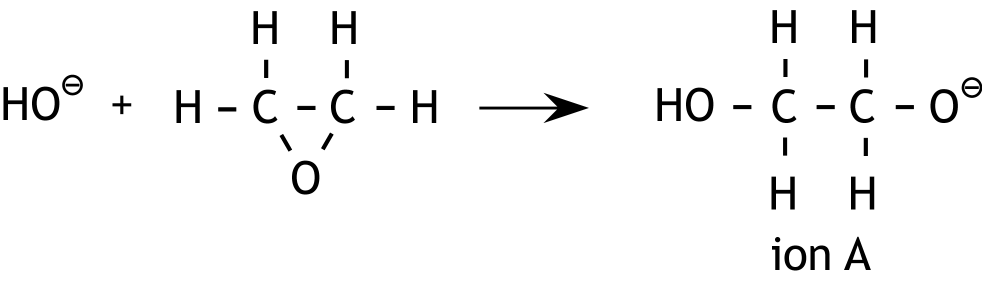 H H H H
HO⊖ + H – C – C – H ⟶ HO – C – C – O⊖
O
H H
ion A